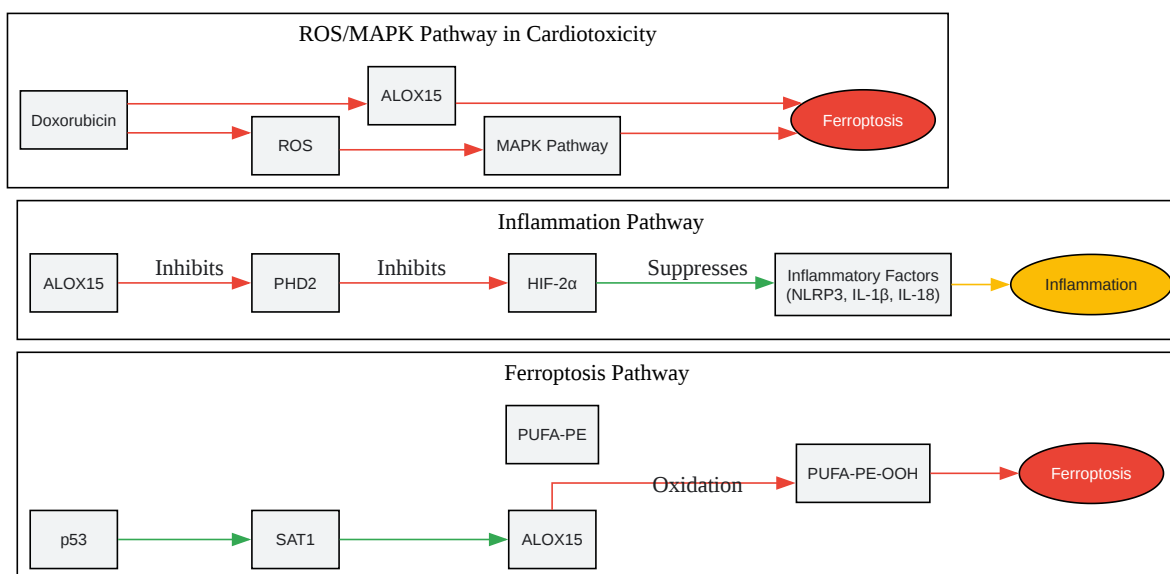 ROS/MAPK Pathway in Cardiotoxicity
Doxorubicin
ALOX15
ROS
MAPK Pathway
Ferroptosis
Inflammation Pathway
ALOX15
Inhibits
PHD2
Inhibits
HIF-2α
Suppresses
Inflammatory Factors
(NLRP3, IL-1β, IL-18)
Inflammation
Ferroptosis Pathway
PUFA-PE
Oxidation
PUFA-PE-OOH
Ferroptosis
p53
SAT1
ALOX15